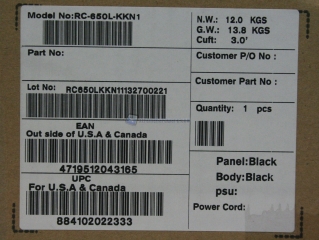 Model No:RC-650L-KKN1
Part No:
Lot No: RC650LKKN11132700221
EAN
Out side of U.S.A & Canada
4719512043165
UPC
For U.S.A & Canada
884102022333
N.W.: 12.0 KGS
G.W.: 13.8 KGS
Cuft: 3.0'
Customer P/O No :
Customer Part No:
Quantity: 1 pcs
Panel:Black
Body:Black
psu:
Power Cord: